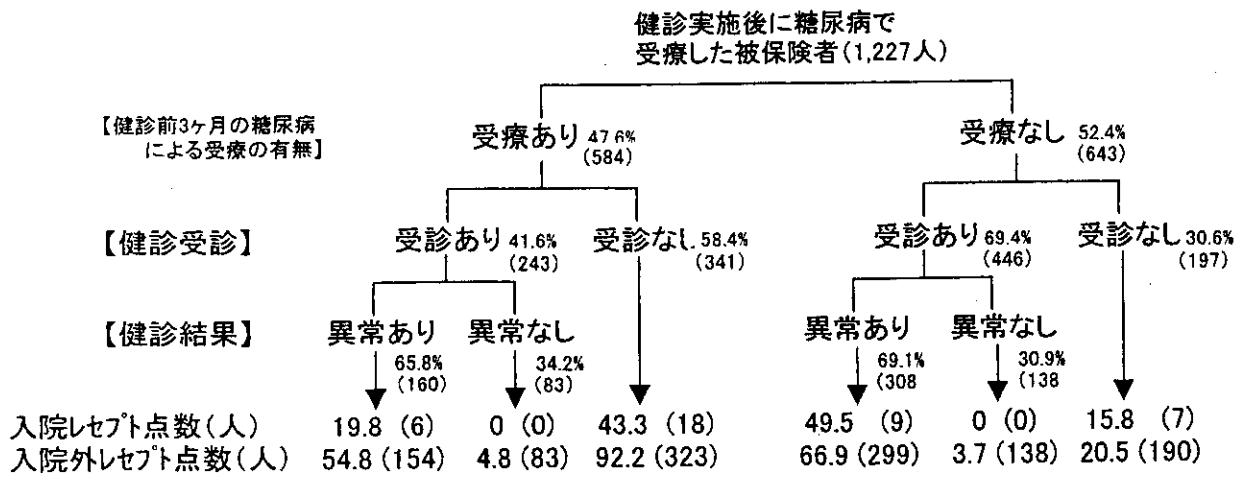 健診実施後に糖尿病で
受療した被保険者(1,227人)
【健診前3ヶ月の糖尿病
による受療の有無】
受療あり 47.6%
(584)
受療なし 52.4%
(643)
【健診受診】
受診あり 41.6%
(243)
受診なし 58.4%
(341)
受診あり 69.4%
(446)
受診なし 30.6%
(197)
【健診結果】
異常あり
65.8%
(160)
異常なし
34.2%
(83)
異常あり
69.1%
(308
異常なし
30.9%
(138
入院レセプト点数(人) 19.8 (6) 0 (0) 43.3 (18) 49.5 (9) 0 (0) 15.8 (7)
入院外レセプト点数(人) 54.8 (154) 4.8 (83) 92.2 (323) 66.9 (299) 3.7 (138) 20.5 (190)